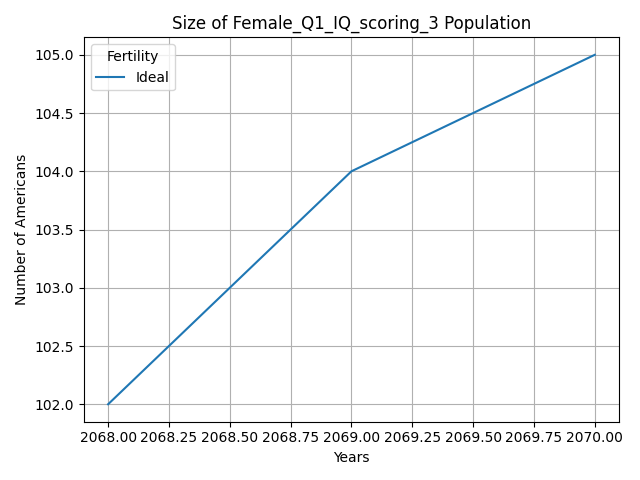 Size of Female_Q1_IQ_scoring_3 Population
Fertility
Ideal
Number of Americans
105.0
104.5
104.0
103.5
103.0
102.5
102.0
2068.00 2068.25 2068.50 2068.75 2069.00 2069.25 2069.50 2069.75 2070.00
Years